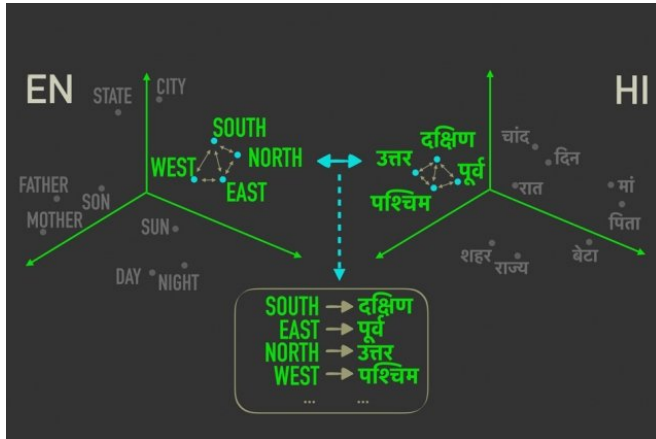 EN
STATE
CITY
SOUTH
NORTH
WEST
EAST
FATHER
SON
MOTHER
SUN
DAY
NIGHT
HI
चांद
दिन
रात
मां
पिता
बेटा
शहर
राज्य
दक्षिण
उत्तर
पूर्व
पश्चिम
SOUTH → दक्षिण
EAST → पूर्व
NORTH → उत्तर
WEST → पश्चिम
... ...